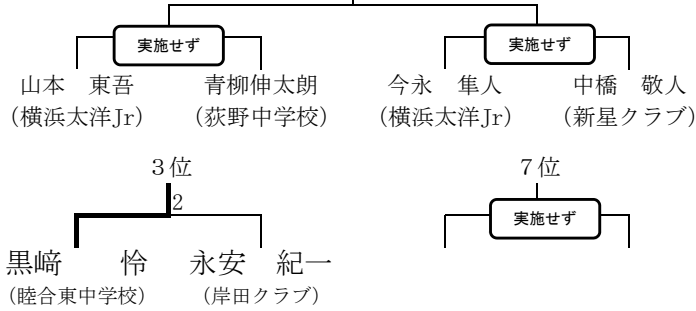 実施せず 実施せず
山本 東吾 青柳伸太朗 今永 隼人 中橋 敬人
(横浜太洋Jr) (荻野中学校) (横浜太洋Jr) (新星クラブ)
3位 7位
2
実施せず
黒﨑 怜 永安 紀一
(睦合東中学校) (岸田クラブ)